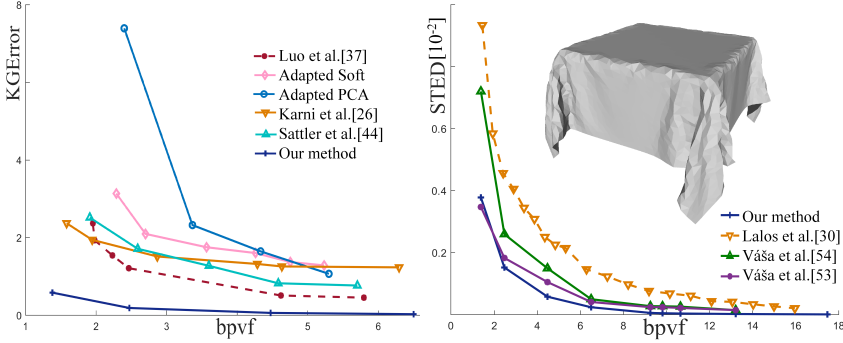 8
4
2
0
KGError
1
2
3
4
5
6
bpvf
Luo et al.[37]
Adapted Soft
Adapted PCA
Karni et al.[26]
Sattler et al.[44]
Our method
STED[10⁻²]
0.6
0.4
0.2
0
2
4
6
8
10
12
14
16
18
bpvf
Our method
Lalos et al.[30]
Váša et al.[54]
Váša et al.[53]